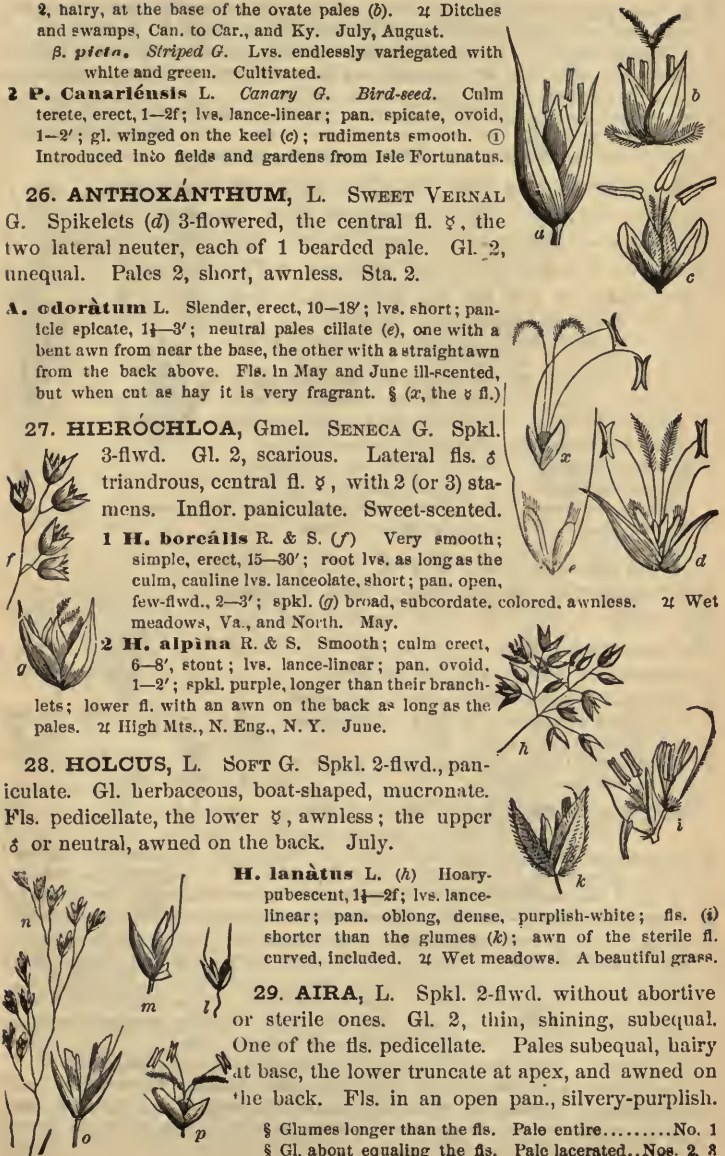 2, hairy, at the base of the ovate pales (b). ♃ Ditches
and swamps, Can. to Car., and Ky. July, August.
β. picta. Striped G. Lvs. endlessly variegated with
white and green. Cultivated.
2 P. Canariénsis L. Canary G. Bird-seed. Culm
terete, erect, 1—2f; lvs. lance-linear; pan. spicate, ovoid,
1—2'; gl. winged on the keel (c); rudiments smooth. ①
Introduced into fields and gardens from Isle Fortunatus.
a
b
c
26. ANTHOXÁNTHUM, L. SWEET VERNAL
G. Spikelets (d) 3-flowered, the central fl. ☿, the
two lateral neuter, each of 1 bearded pale. Gl. 2,
unequal. Pales 2, short, awnless. Sta. 2.
A. odoràtum L. Slender, erect, 10—18'; lvs. short; pan-
icle spicate, 1½—3'; neutral pales ciliate (e), one with a
bent awn from near the base, the other with a straight awn
from the back above. Fls. in May and June ill-scented,
but when cut as hay it is very fragrant. § (x, the ☿ fl.)
x
e
d
27. HIERÓCHLOA, Gmel. SENECA G. Spkl.
3-flwd. Gl. 2, scarious. Lateral fls. ♂
triandrous, central fl. ☿, with 2 (or 3) sta-
mens. Inflor. paniculate. Sweet-scented.
1 H. boreális R. & S. (f) Very smooth;
simple, erect, 15—30'; root lvs. as long as the
culm, cauline lvs. lanceolate, short; pan. open,
few-flwd., 2—3'; spkl. (g) broad, subcordate, colored, awnless. ♃ Wet
meadows, Va., and North. May.
2 H. alpìna R. & S. Smooth; culm erect,
6—8', stout; lvs. lance-linear; pan. ovoid,
1—2'; spkl. purple, longer than their branch-
lets; lower fl. with an awn on the back as long as the
pales. ♃ High Mts., N. Eng., N. Y. June.
f
g
h
i
k
28. HOLCUS, L. SOFT G. Spkl. 2-flwd., pan-
iculate. Gl. herbaceous, boat-shaped, mucronate.
Fls. pedicellate, the lower ☿, awnless; the upper
♂ or neutral, awned on the back. July.
H. lanàtus L. (h) Hoary-
pubescent, 1½—2f; lvs. lance-
linear; pan. oblong, dense, purplish-white; fls. (i)
shorter than the glumes (k); awn of the sterile fl.
curved, included. ♃ Wet meadows. A beautiful grass.
n
m
l
o
p
29. AIRA, L. Spkl. 2-flwd. without abortive
or sterile ones. Gl. 2, thin, shining, subequal.
One of the fls. pedicellate. Pales subequal, hairy
at base, the lower truncate at apex, and awned on
the back. Fls. in an open pan., silvery-purplish.
§ Glumes longer than the fls. Pale entire.........No. 1
§ Gl. about equaling the fls. Pale lacerated..Nos. 2, 3